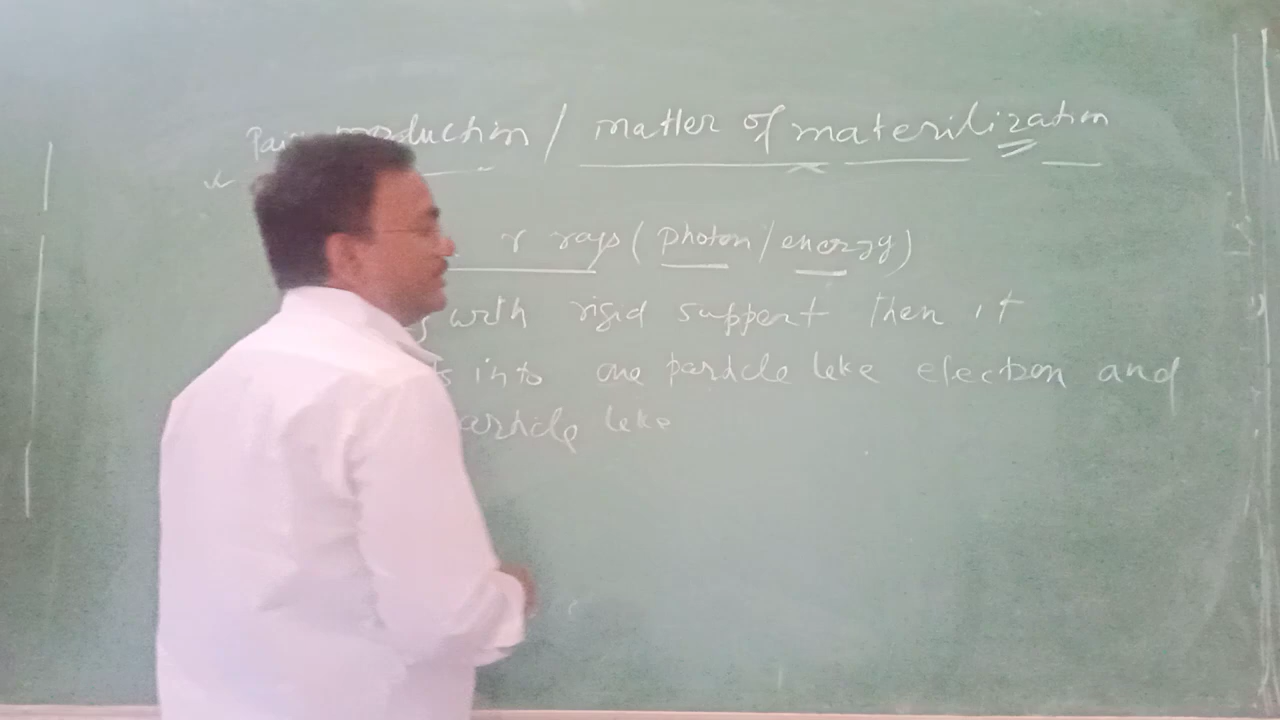 production / matter of materilization
γ rays (photon/energy)
with rigid support then it
into one particle like electron and
particle like